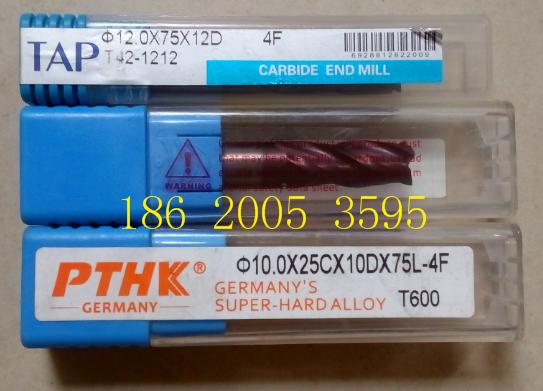 TAP
Φ12.0X75X12D 4F
T42-1212
CARBIDE END MILL
6928812822009
WARNING
sheet.
186 2005 3595
PTHK®
GERMANY
Φ10.0X25CX10DX75L-4F
GERMANY'S
SUPER-HARD ALLOY T600